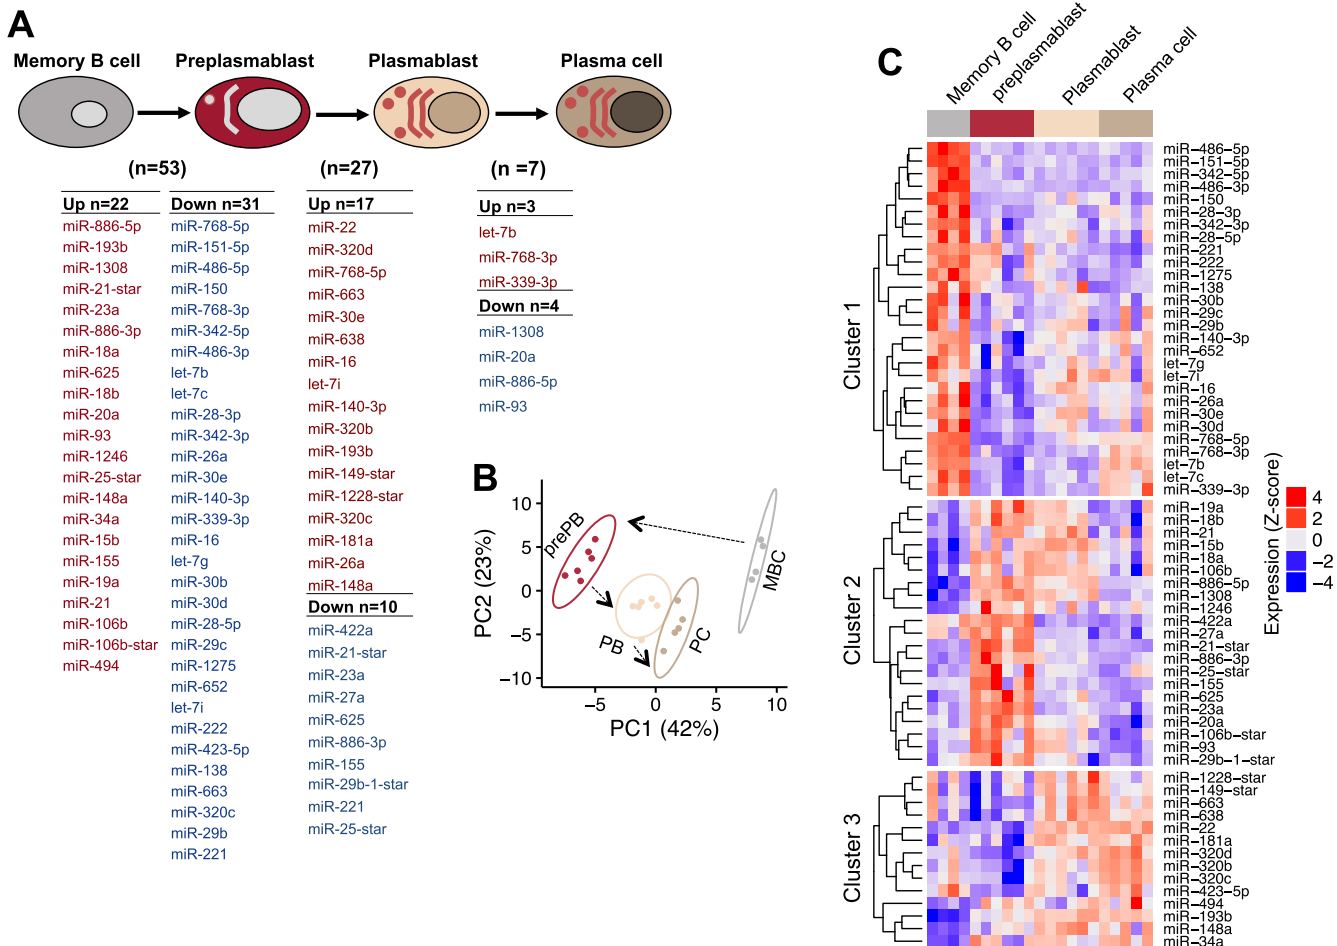 A
Memory B cell
Preplasmablast
Plasmablast
Plasma cell
(n=53)
(n=27)
(n =7)
Up n=22
miR-886-5p
miR-193b
miR-1308
miR-21-star
miR-23a
miR-886-3p
miR-18a
miR-625
miR-18b
miR-20a
miR-93
miR-1246
miR-25-star
miR-148a
miR-34a
miR-15b
miR-155
miR-19a
miR-21
miR-106b
miR-106b-star
miR-494
Down n=31
miR-768-5p
miR-151-5p
miR-486-5p
miR-150
miR-768-3p
miR-342-5p
miR-486-3p
let-7b
let-7c
miR-28-3p
miR-342-3p
miR-26a
miR-30e
miR-140-3p
miR-339-3p
miR-16
let-7g
miR-30b
miR-30d
miR-28-5p
miR-29c
miR-1275
miR-652
let-7i
miR-222
miR-423-5p
miR-138
miR-663
miR-320c
miR-29b
miR-221
Up n=17
miR-22
miR-320d
miR-768-5p
miR-663
miR-30e
miR-638
miR-16
let-7i
miR-140-3p
miR-320b
miR-193b
miR-149-star
miR-1228-star
miR-320c
miR-181a
miR-26a
miR-148a
Down n=10
miR-422a
miR-21-star
miR-23a
miR-27a
miR-625
miR-886-3p
miR-155
miR-29b-1-star
miR-221
miR-25-star
Up n=3
let-7b
miR-768-3p
miR-339-3p
Down n=4
miR-1308
miR-20a
miR-886-5p
miR-93
B
PC2 (23%)
10
5
0
−5
−10
prePB
PB
PC
MBC
−5
0
5
10
PC1 (42%)
C
Memory B cell
preplasmablast
Plasmablast
Plasma cell
Cluster 1
miR−486−5p
miR−151−5p
miR−342−5p
miR−486−3p
miR−150
miR−28−3p
miR−342−3p
miR−28−5p
miR−221
miR−222
miR−1275
miR−138
miR−30b
miR−29c
miR−29b
miR−140−3p
miR−652
let−7g
let−7i
miR−16
miR−26a
miR−30e
miR−30d
miR−768−5p
miR−768−3p
let−7b
let−7c
miR−339−3p
Cluster 2
miR−19a
miR−18b
miR−21
miR−15b
miR−18a
miR−106b
miR−886−5p
miR−1308
miR−1246
miR−422a
miR−27a
miR−21−star
miR−886−3p
miR−25−star
miR−155
miR−625
miR−23a
miR−20a
miR−106b−star
miR−93
miR−29b−1−star
Cluster 3
miR−1228−star
miR−149−star
miR−663
miR−638
miR−22
miR−181a
miR−320d
miR−320b
miR−320c
miR−423−5p
miR−494
miR−193b
miR−148a
miR−34a
Expression (Z−score)
4
2
0
−2
−4